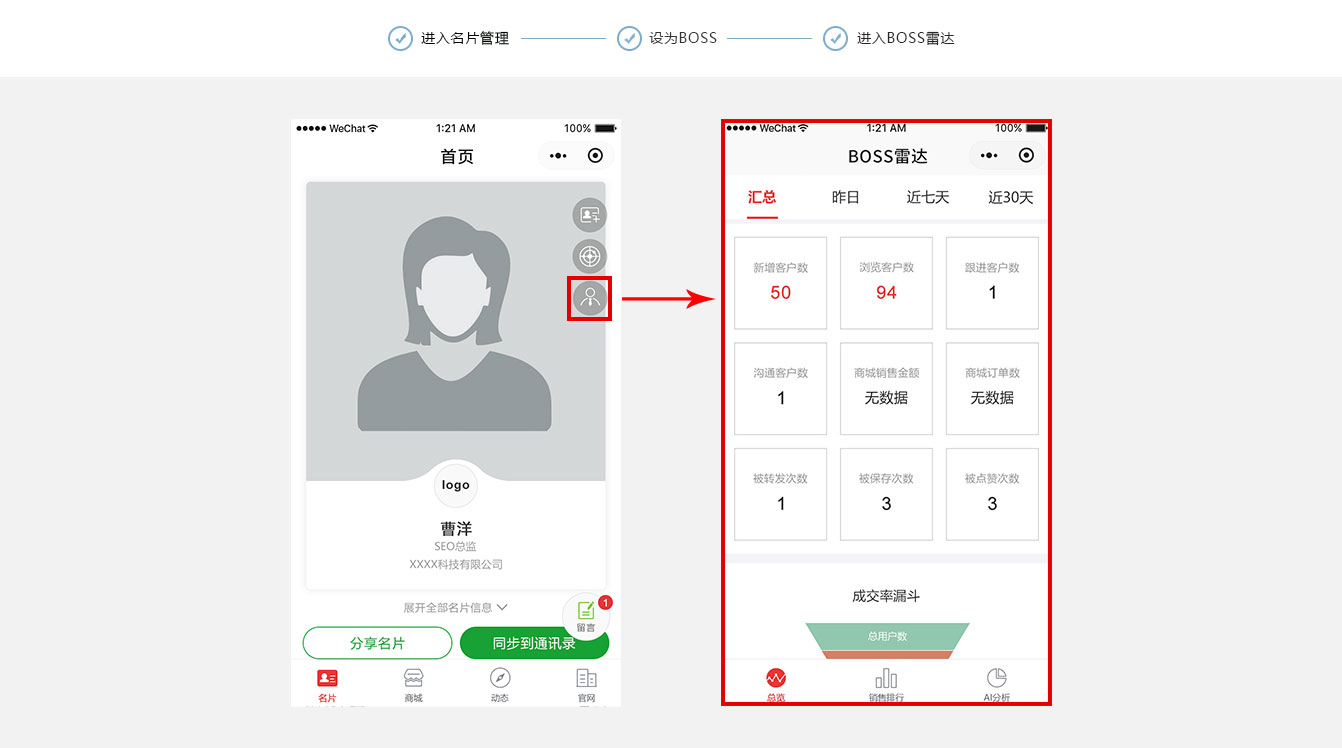 进入名片管理 设为BOSS 进入BOSS雷达
WeChat 1:21 AM 100%
首页
logo
曹洋
SEO总监
XXXX科技有限公司
展开全部名片信息
1
留言
分享名片 同步到通讯录
名片 商城 动态 官网
WeChat 1:21 AM 100%
BOSS雷达
汇总 昨日 近七天 近30天
新增客户数 浏览客户数 跟进客户数
50 94 1
沟通客户数 商城销售金额 商城订单数
1 无数据 无数据
被转发次数 被保存次数 被点赞次数
1 3 3
成交率漏斗
总用户数
总览 销售排行 AI分析